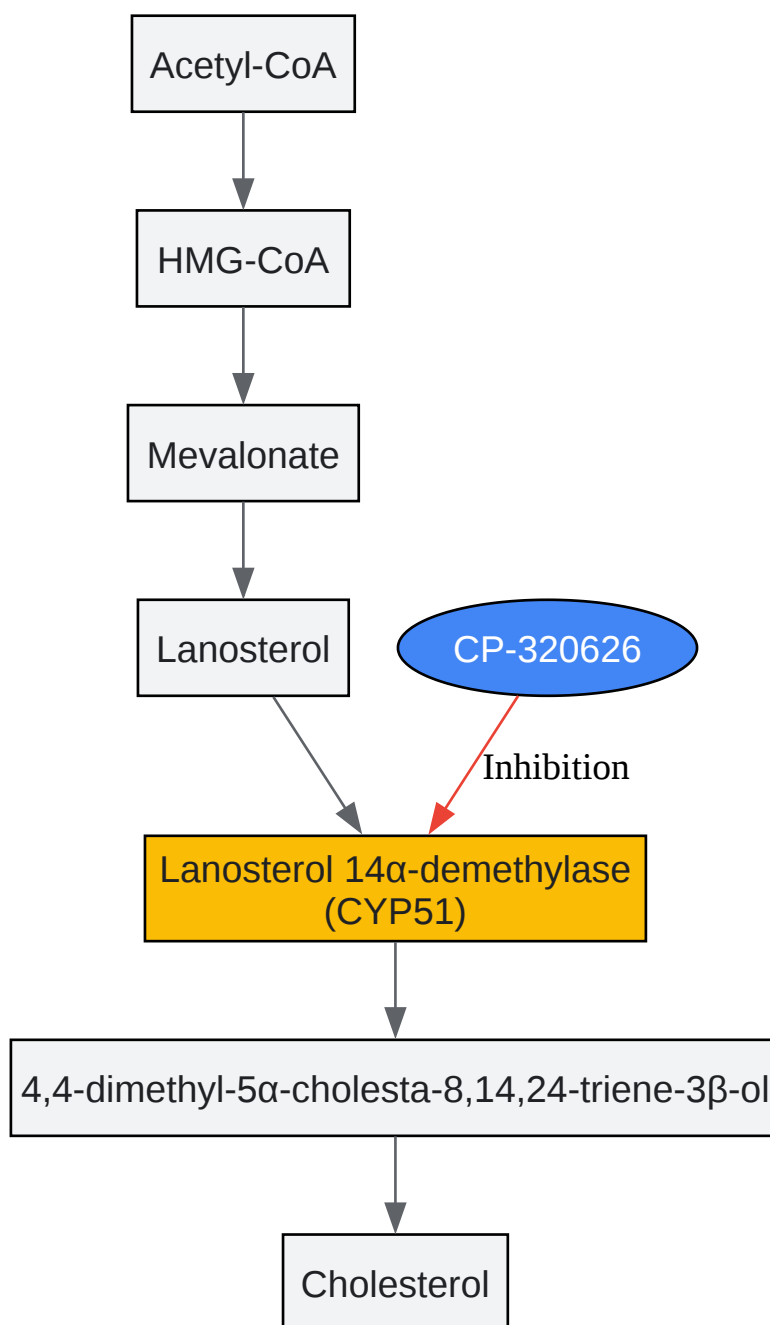 Acetyl-CoA
HMG-CoA
Mevalonate
Lanosterol
CP-320626
Inhibition
Lanosterol 14α-demethylase
(CYP51)
4,4-dimethyl-5α-cholesta-8,14,24-triene-3β-ol
Cholesterol